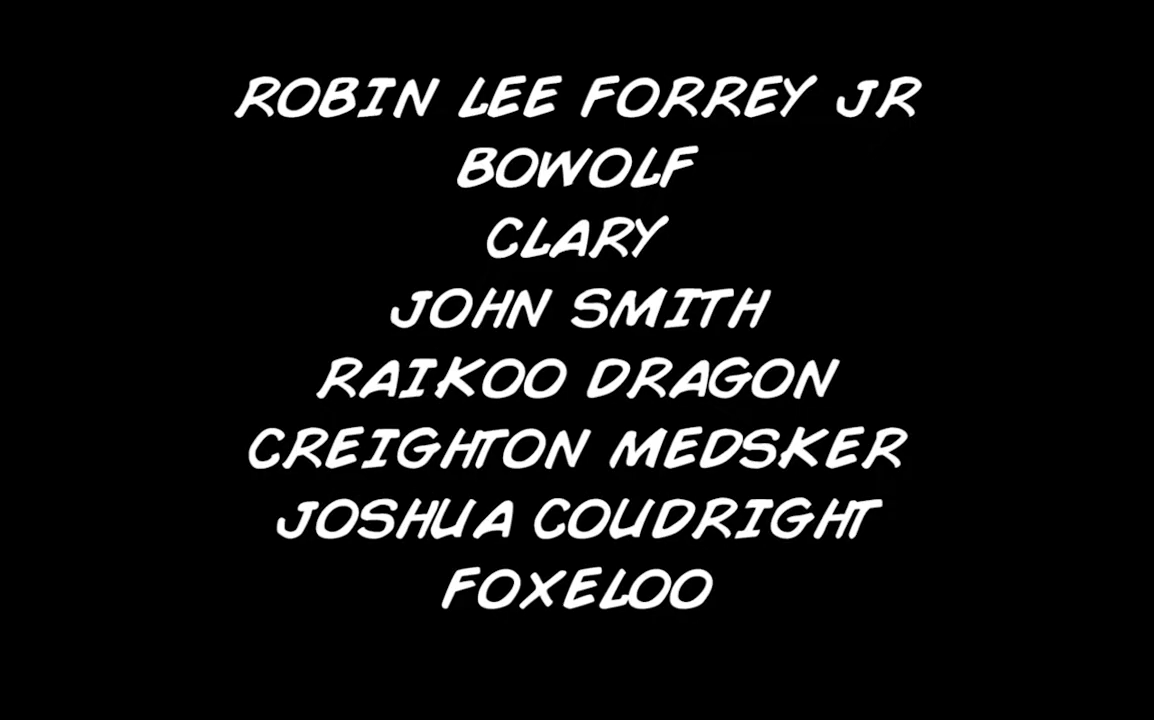 ROBIN LEE FORREY JR
BOWOLF
CLARY
JOHN SMITH
RAIKOO DRAGON
CREIGHTON MEDSKER
JOSHUA COUDRIGHT
FOXELOO